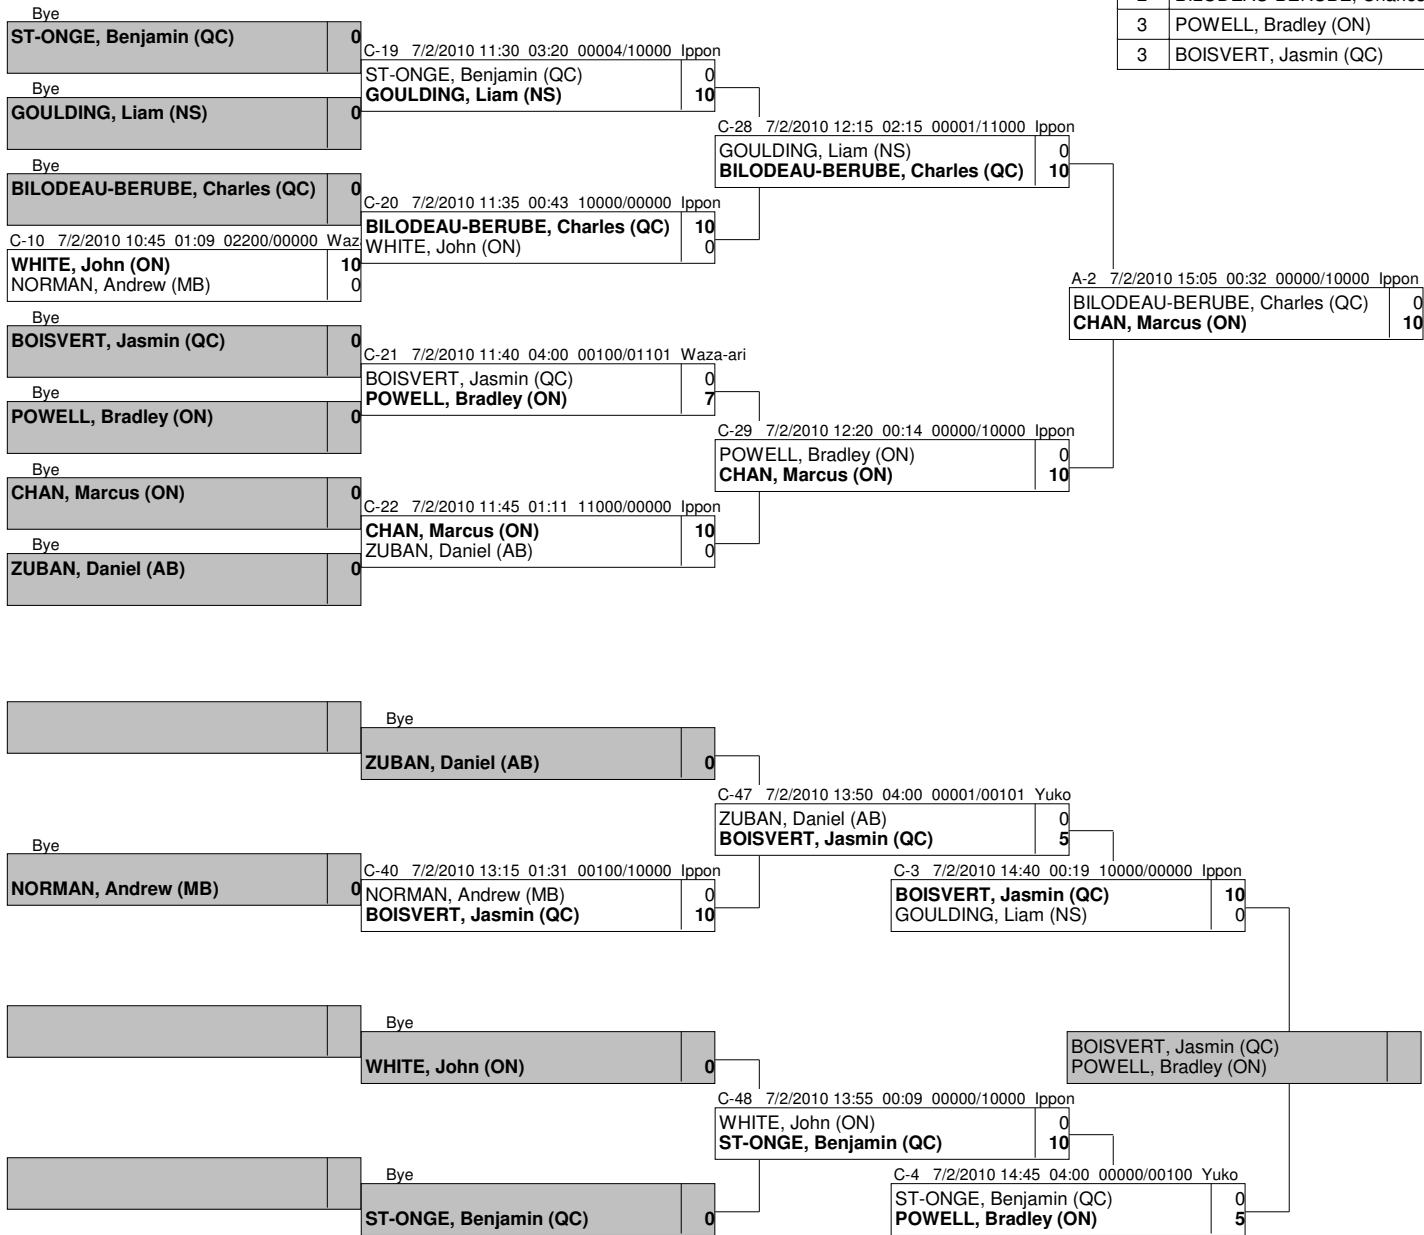 2 BILODEAU-BERUBE, Charles
3 POWELL, Bradley (ON)
3 BOISVERT, Jasmin (QC)
Bye
ST-ONGE, Benjamin (QC) 0
Bye
GOULDING, Liam (NS) 0
Bye
BILODEAU-BERUBE, Charles (QC) 0
C-10 7/2/2010 10:45 01:09 02200/00000 Waz
WHITE, John (ON) 10
NORMAN, Andrew (MB) 0
Bye
BOISVERT, Jasmin (QC) 0
Bye
POWELL, Bradley (ON) 0
Bye
CHAN, Marcus (ON) 0
Bye
ZUBAN, Daniel (AB) 0
C-19 7/2/2010 11:30 03:20 00004/10000 Ippon
ST-ONGE, Benjamin (QC) 0
GOULDING, Liam (NS) 10
C-20 7/2/2010 11:35 00:43 10000/00000 Ippon
BILODEAU-BERUBE, Charles (QC) 10
WHITE, John (ON) 0
C-21 7/2/2010 11:40 04:00 00100/01101 Waza-ari
BOISVERT, Jasmin (QC) 0
POWELL, Bradley (ON) 7
C-22 7/2/2010 11:45 01:11 11000/00000 Ippon
CHAN, Marcus (ON) 10
ZUBAN, Daniel (AB) 0
C-28 7/2/2010 12:15 02:15 00001/11000 Ippon
GOULDING, Liam (NS) 0
BILODEAU-BERUBE, Charles (QC) 10
C-29 7/2/2010 12:20 00:14 00000/10000 Ippon
POWELL, Bradley (ON) 0
CHAN, Marcus (ON) 10
A-2 7/2/2010 15:05 00:32 00000/10000 Ippon
BILODEAU-BERUBE, Charles (QC) 0
CHAN, Marcus (ON) 10
Bye
NORMAN, Andrew (MB) 0
Bye
ZUBAN, Daniel (AB) 0
C-40 7/2/2010 13:15 01:31 00100/10000 Ippon
NORMAN, Andrew (MB) 0
BOISVERT, Jasmin (QC) 10
C-47 7/2/2010 13:50 04:00 00001/00101 Yuko
ZUBAN, Daniel (AB) 0
BOISVERT, Jasmin (QC) 5
C-3 7/2/2010 14:40 00:19 10000/00000 Ippon
BOISVERT, Jasmin (QC) 10
GOULDING, Liam (NS) 0
Bye
WHITE, John (ON) 0
Bye
ST-ONGE, Benjamin (QC) 0
C-48 7/2/2010 13:55 00:09 00000/10000 Ippon
WHITE, John (ON) 0
ST-ONGE, Benjamin (QC) 10
C-4 7/2/2010 14:45 04:00 00000/00100 Yuko
ST-ONGE, Benjamin (QC) 0
POWELL, Bradley (ON) 5
BOISVERT, Jasmin (QC)
POWELL, Bradley (ON)